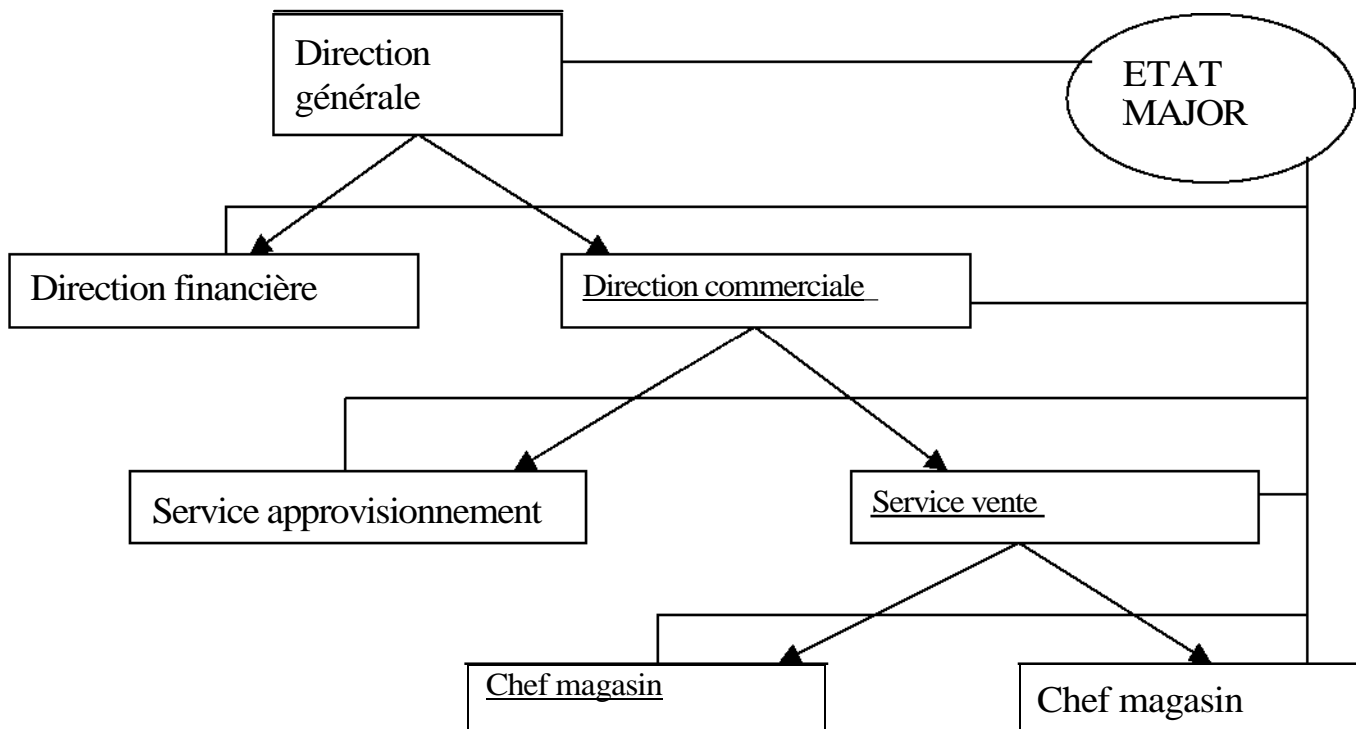 Direction
générale
ETAT
MAJOR
Direction financière
Direction commerciale
Service approvisionnement
Service vente
Chef magasin
Chef magasin